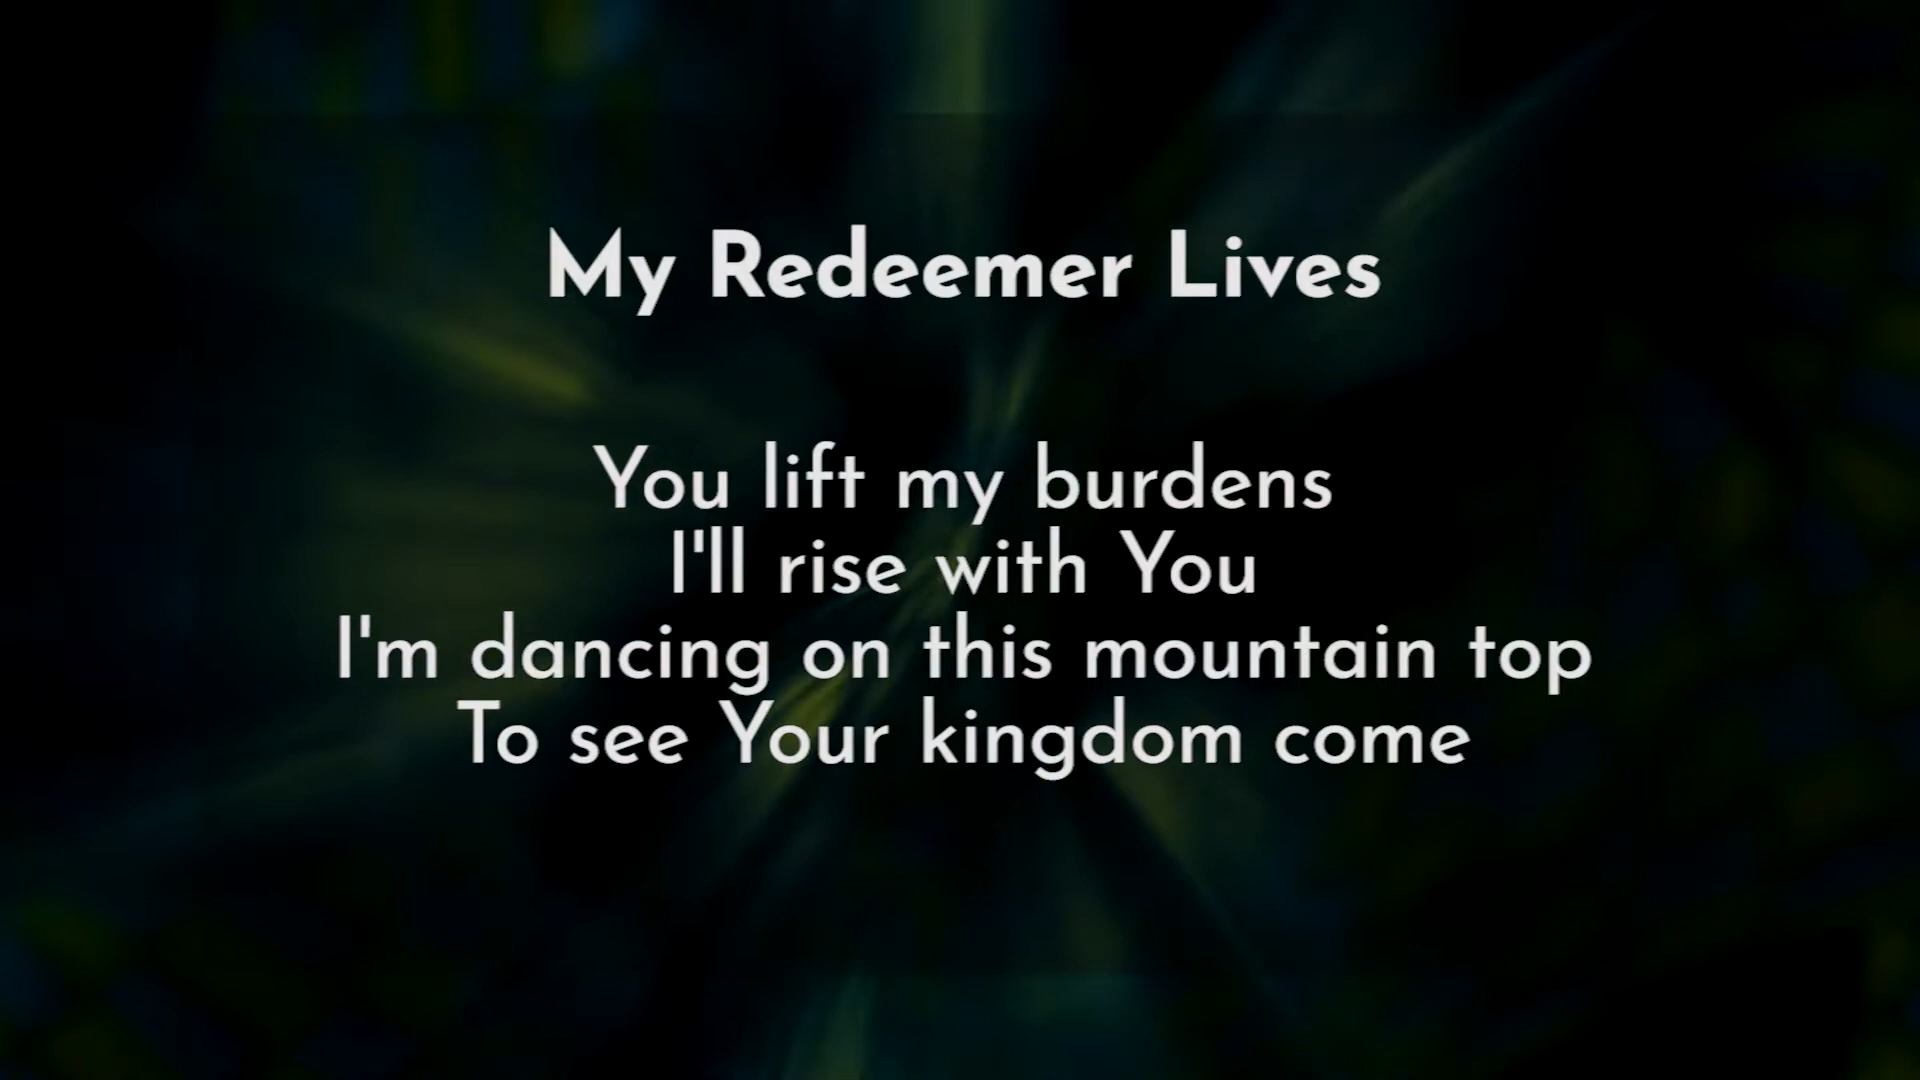 My Redeemer Lives
You lift my burdens
I'll rise with You
I'm dancing on this mountain top
To see Your kingdom come